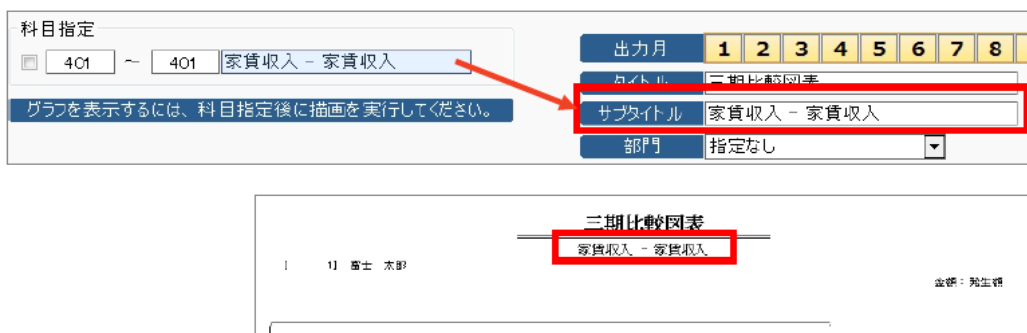 科目指定
401 ～ 401 家賃収入 － 家賃収入
グラフを表示するには、科目指定後に描画を実行してください。
出力月 1 2 3 4 5 6 7 8
タイトル 三期比較図表
サブタイトル 家賃収入 － 家賃収入
部門 指定なし
三期比較図表
家賃収入 － 家賃収入
[ 1] 富士 太郎
金額：発生額